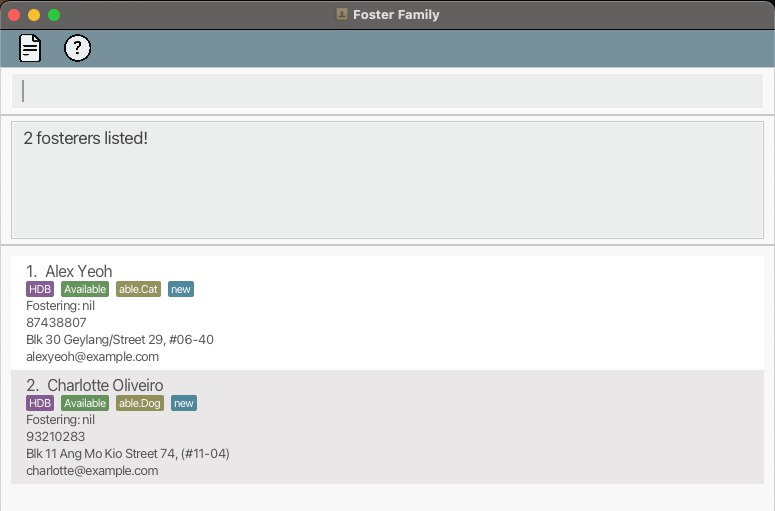 Foster Family
?
2 fosterers listed!
1. Alex Yeoh
HDB Available able.Cat new
Fostering: nil
87438807
Blk 30 Geylang/Street 29, #06-40
alexyeoh@example.com
2. Charlotte Oliveiro
HDB Available able.Dog new
Fostering: nil
93210283
Blk 11 Ang Mo Kio Street 74, (#11-04)
charlotte@example.com